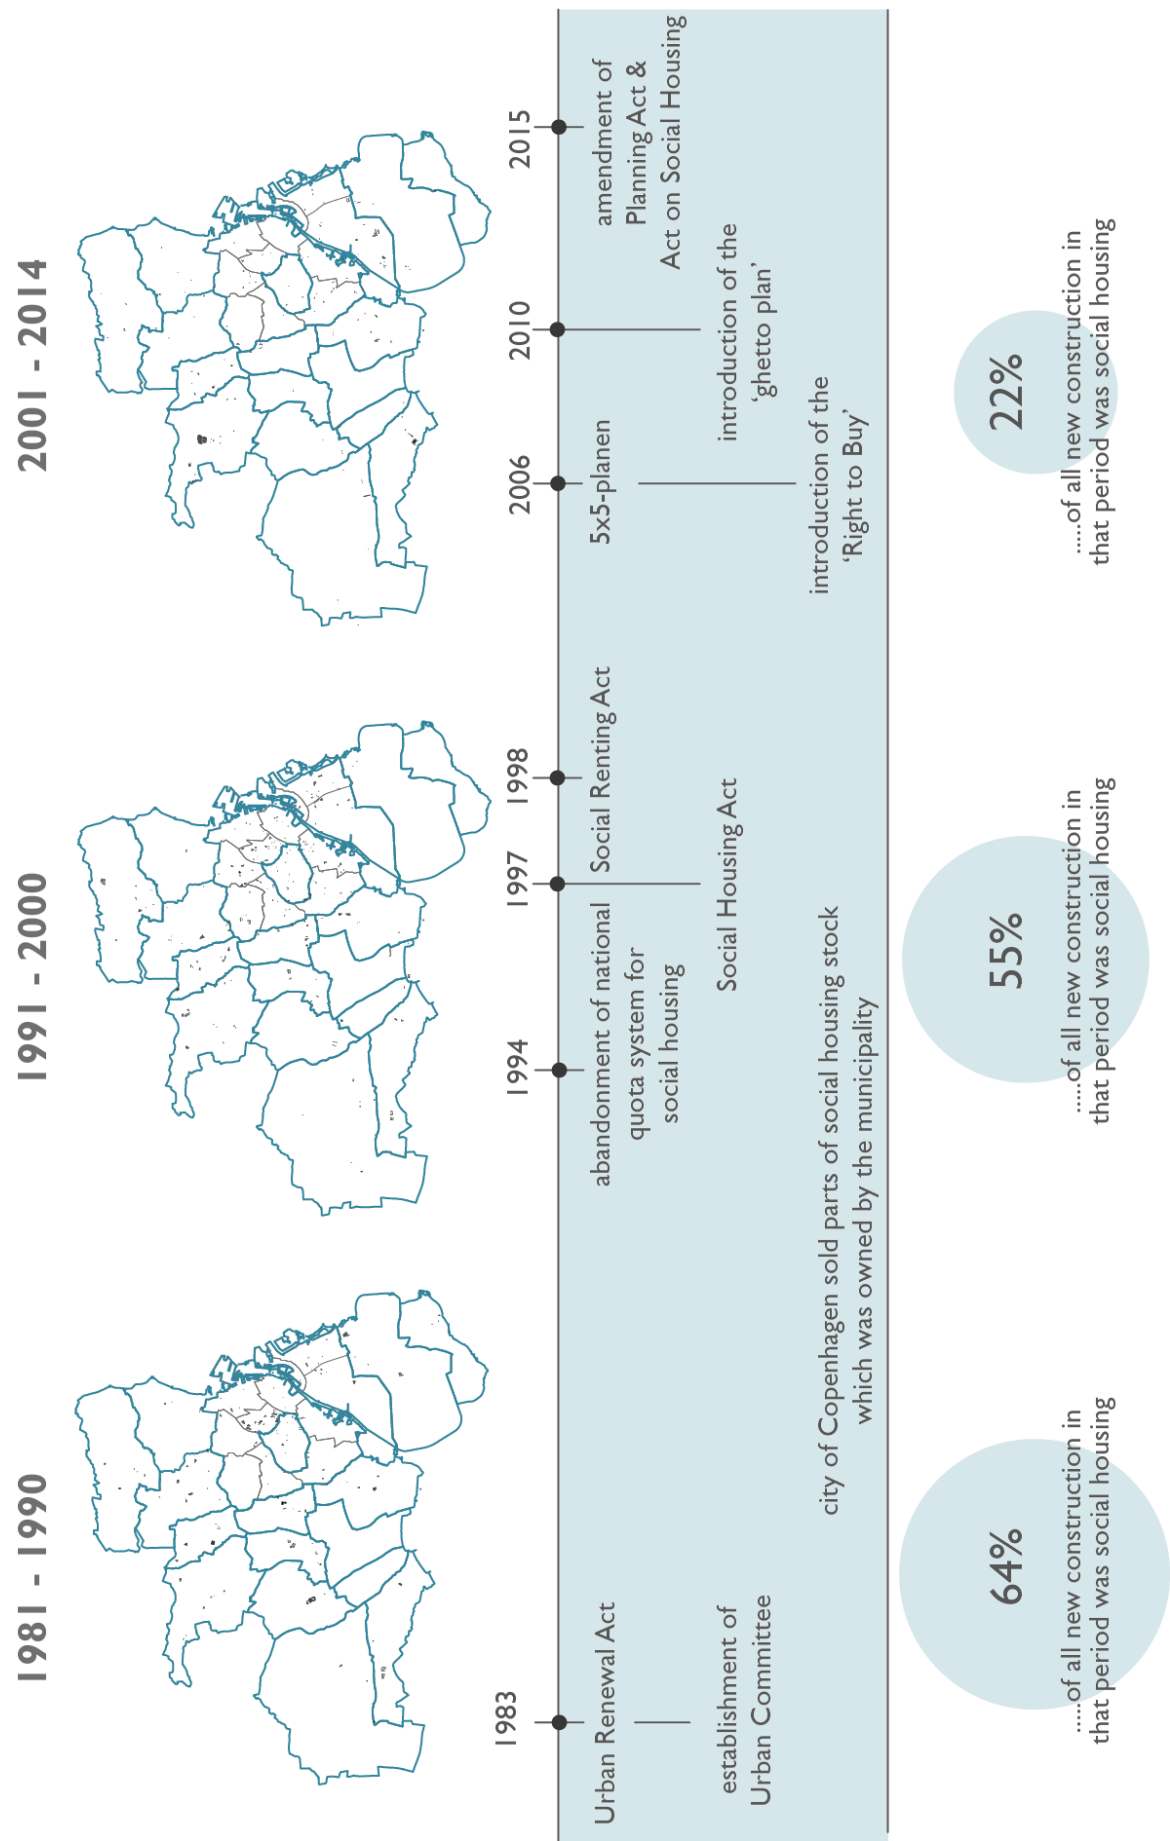 1981 - 1990
1991 - 2000
2001 - 2014
1983
1994
1997
1998
2006
2010
2015
Urban Renewal Act
establishment of
Urban Committee
abandonment of national
quota system for
social housing
city of Copenhagen sold parts of social housing stock
which was owned by the municipality
Social Housing Act
Social Renting Act
5x5-planen
introduction of the
‘Right to Buy’
introduction of the
‘ghetto plan’
amendment of
Planning Act &
Act on Social Housing
64%
.....of all new construction in
that period was social housing
55%
.....of all new construction in
that period was social housing
22%
.....of all new construction in
that period was social housing